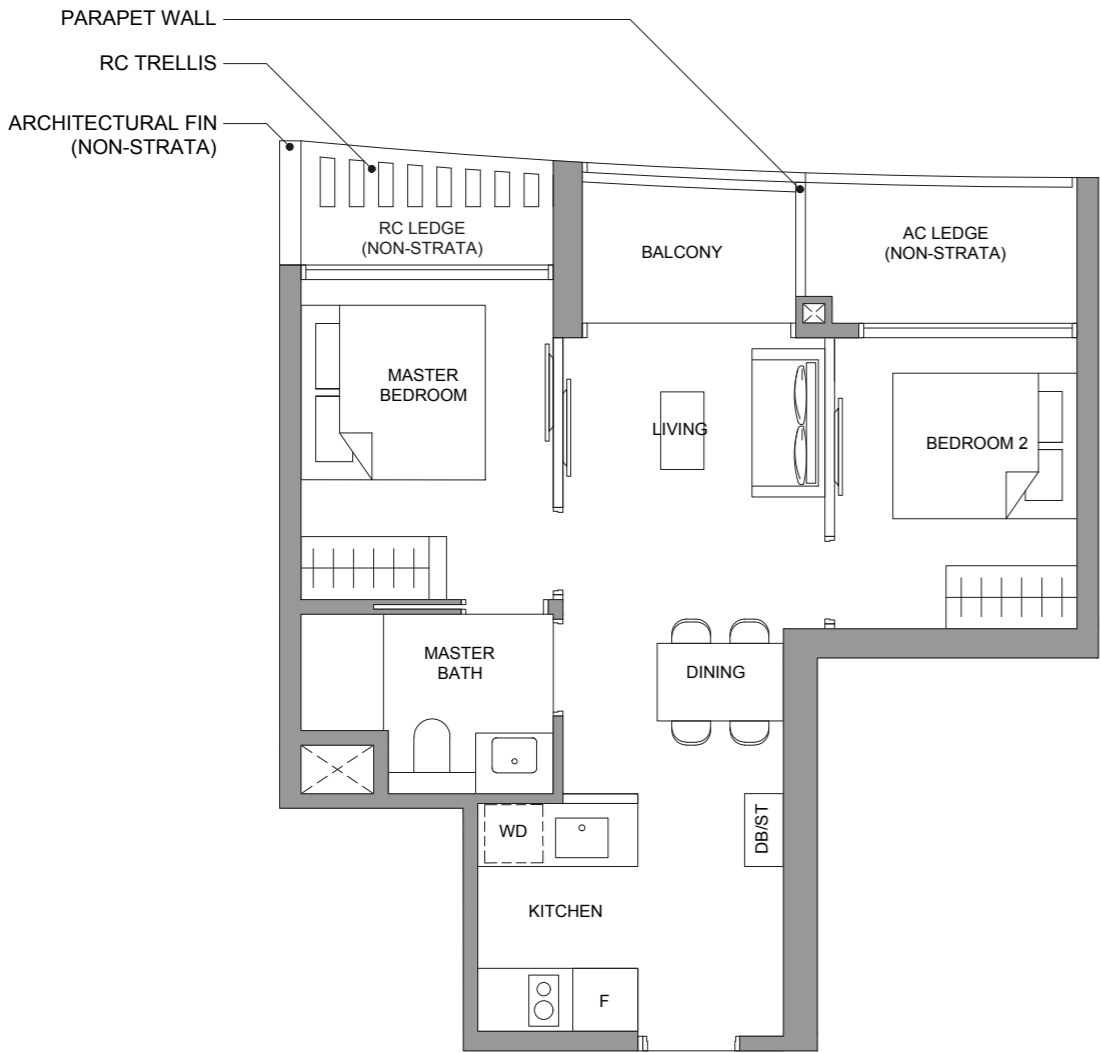 PARAPET WALL
RC TRELLIS
ARCHITECTURAL FIN
(NON-STRATA)
RC LEDGE
(NON-STRATA)
BALCONY
AC LEDGE
(NON-STRATA)
MASTER
BEDROOM
LIVING
BEDROOM 2
MASTER
BATH
DINING
WD
DB/ST
KITCHEN
F